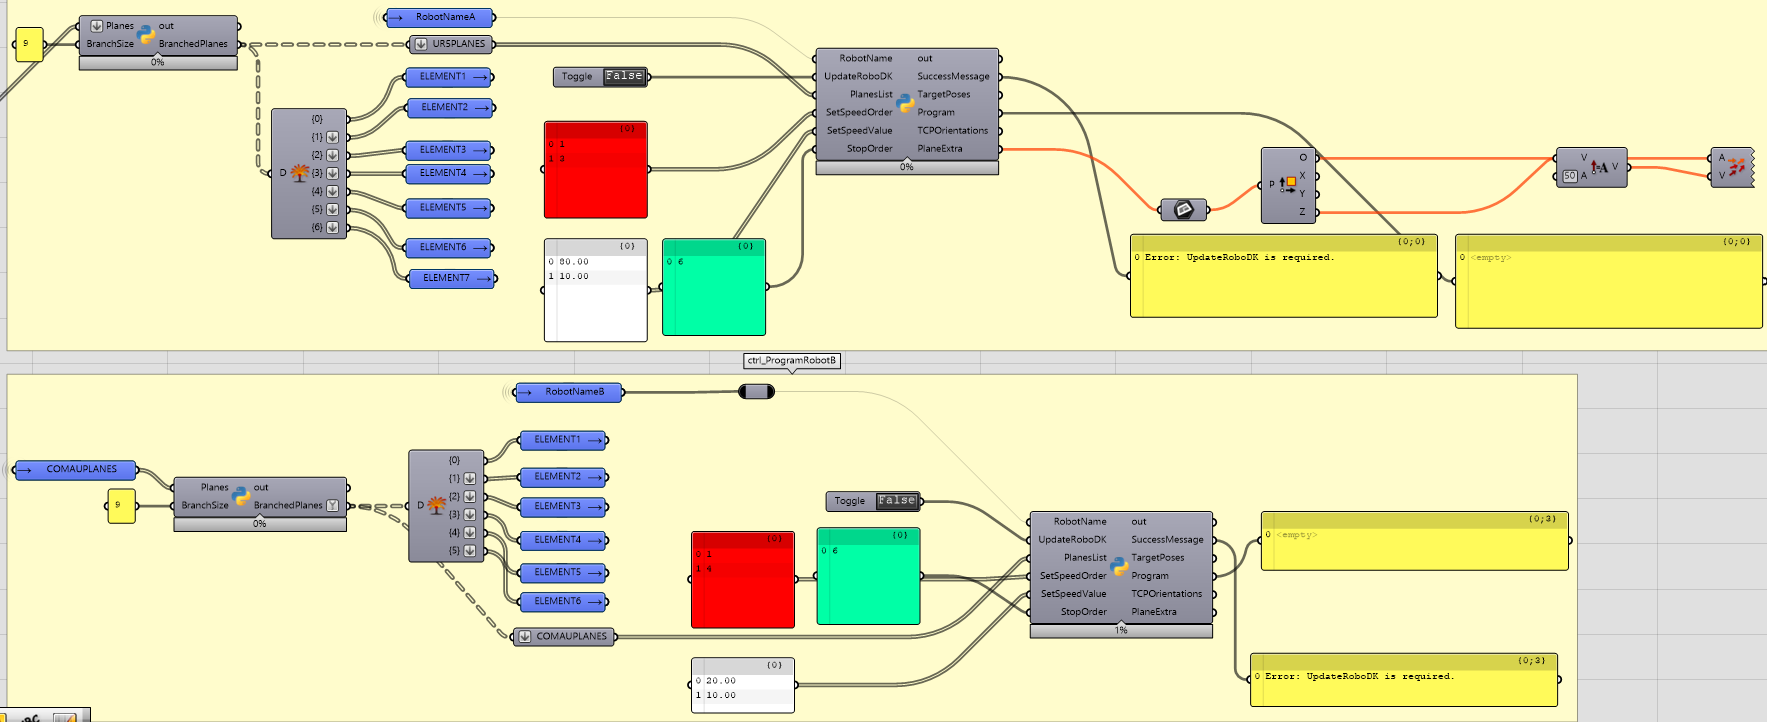 Planes out
BranchSize BranchedPlanes
0%
9
RobotNameA
UR5PLANES
ELEMENT1
ELEMENT2
ELEMENT3
ELEMENT4
ELEMENT5
ELEMENT6
ELEMENT7
D
{0}
{1}
{2}
{3}
{4}
{5}
{6}
Toggle False
{0}
0 1
1 3
{0}
0 80.00
1 10.00
{0}
0 6
RobotName out
UpdateRoboDK SuccessMessage
PlanesList TargetPoses
SetSpeedOrder Program
SetSpeedValue TCPOrientations
StopOrder PlaneExtra
0%
P
O
X
Y
Z
V
50 A
A
V
A
V
{0;0}
0 Error: UpdateRoboDK is required.
{0;0}
0 <empty>
ctrl_ProgramRobotB
RobotNameB
COMAUPLANES
9
Planes out
BranchSize BranchedPlanes
0%
D
{0}
{1}
{2}
{3}
{4}
{5}
ELEMENT1
ELEMENT2
ELEMENT3
ELEMENT4
ELEMENT5
ELEMENT6
COMAUPLANES
Toggle False
{0}
0 1
1 4
{0}
0 6
{0}
0 20.00
1 10.00
RobotName out
UpdateRoboDK SuccessMessage
PlanesList TargetPoses
SetSpeedOrder Program
SetSpeedValue TCPOrientations
StopOrder PlaneExtra
1%
{0;3}
0 <empty>
{0;3}
0 Error: UpdateRoboDK is required.